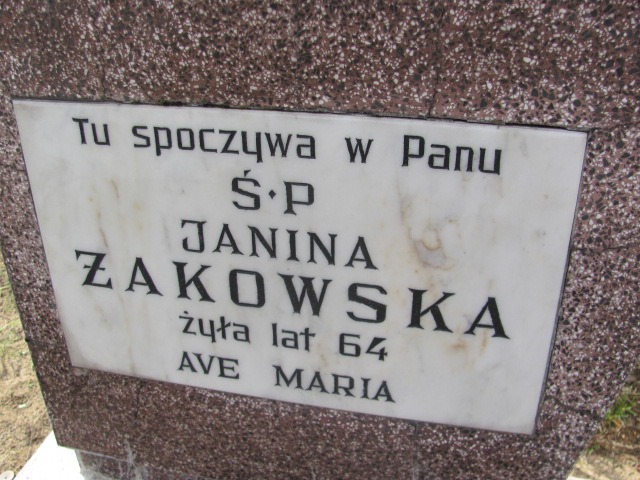 Tu spoczywa w Panu
Ś·P
JANINA
ŻAKOWSKA
żyła lat 64
AVE MARIA